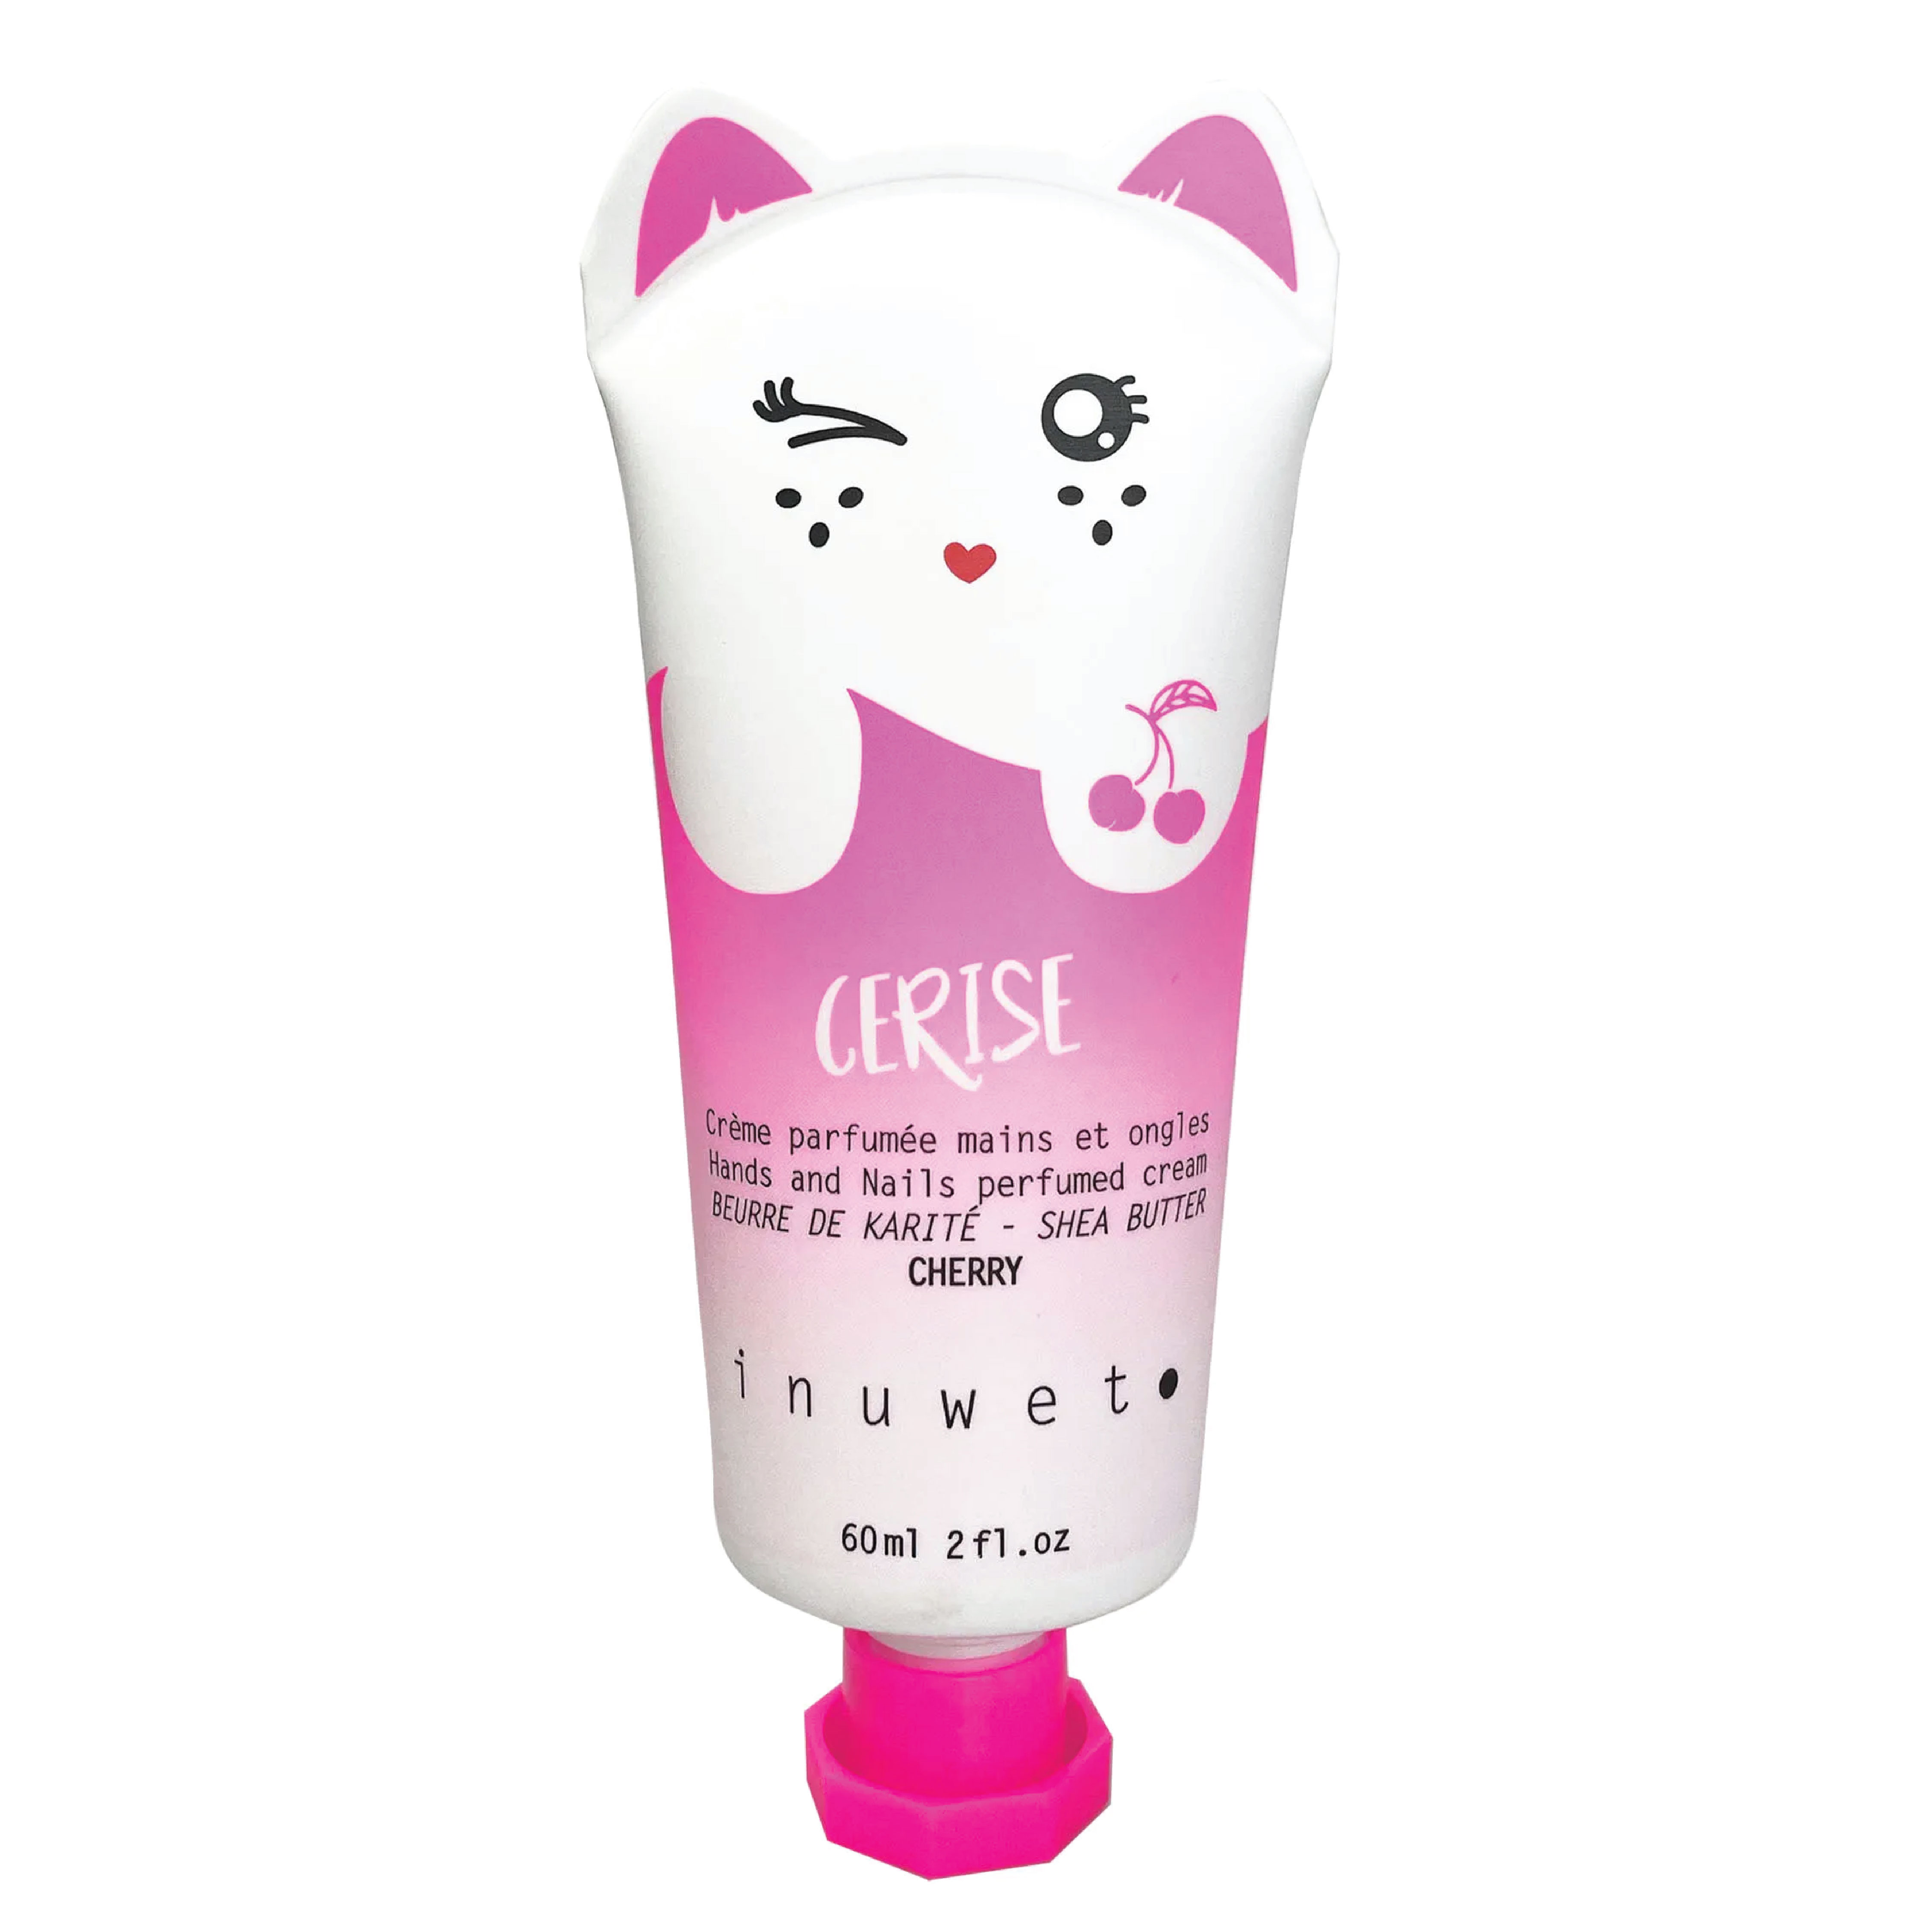 CERISE
Crème parfumée mains et ongles
Hands and Nails perfumed cream
BEURRE DE KARITÉ - SHEA BUTTER
CHERRY
inuwet•
60ml 2fl.oz